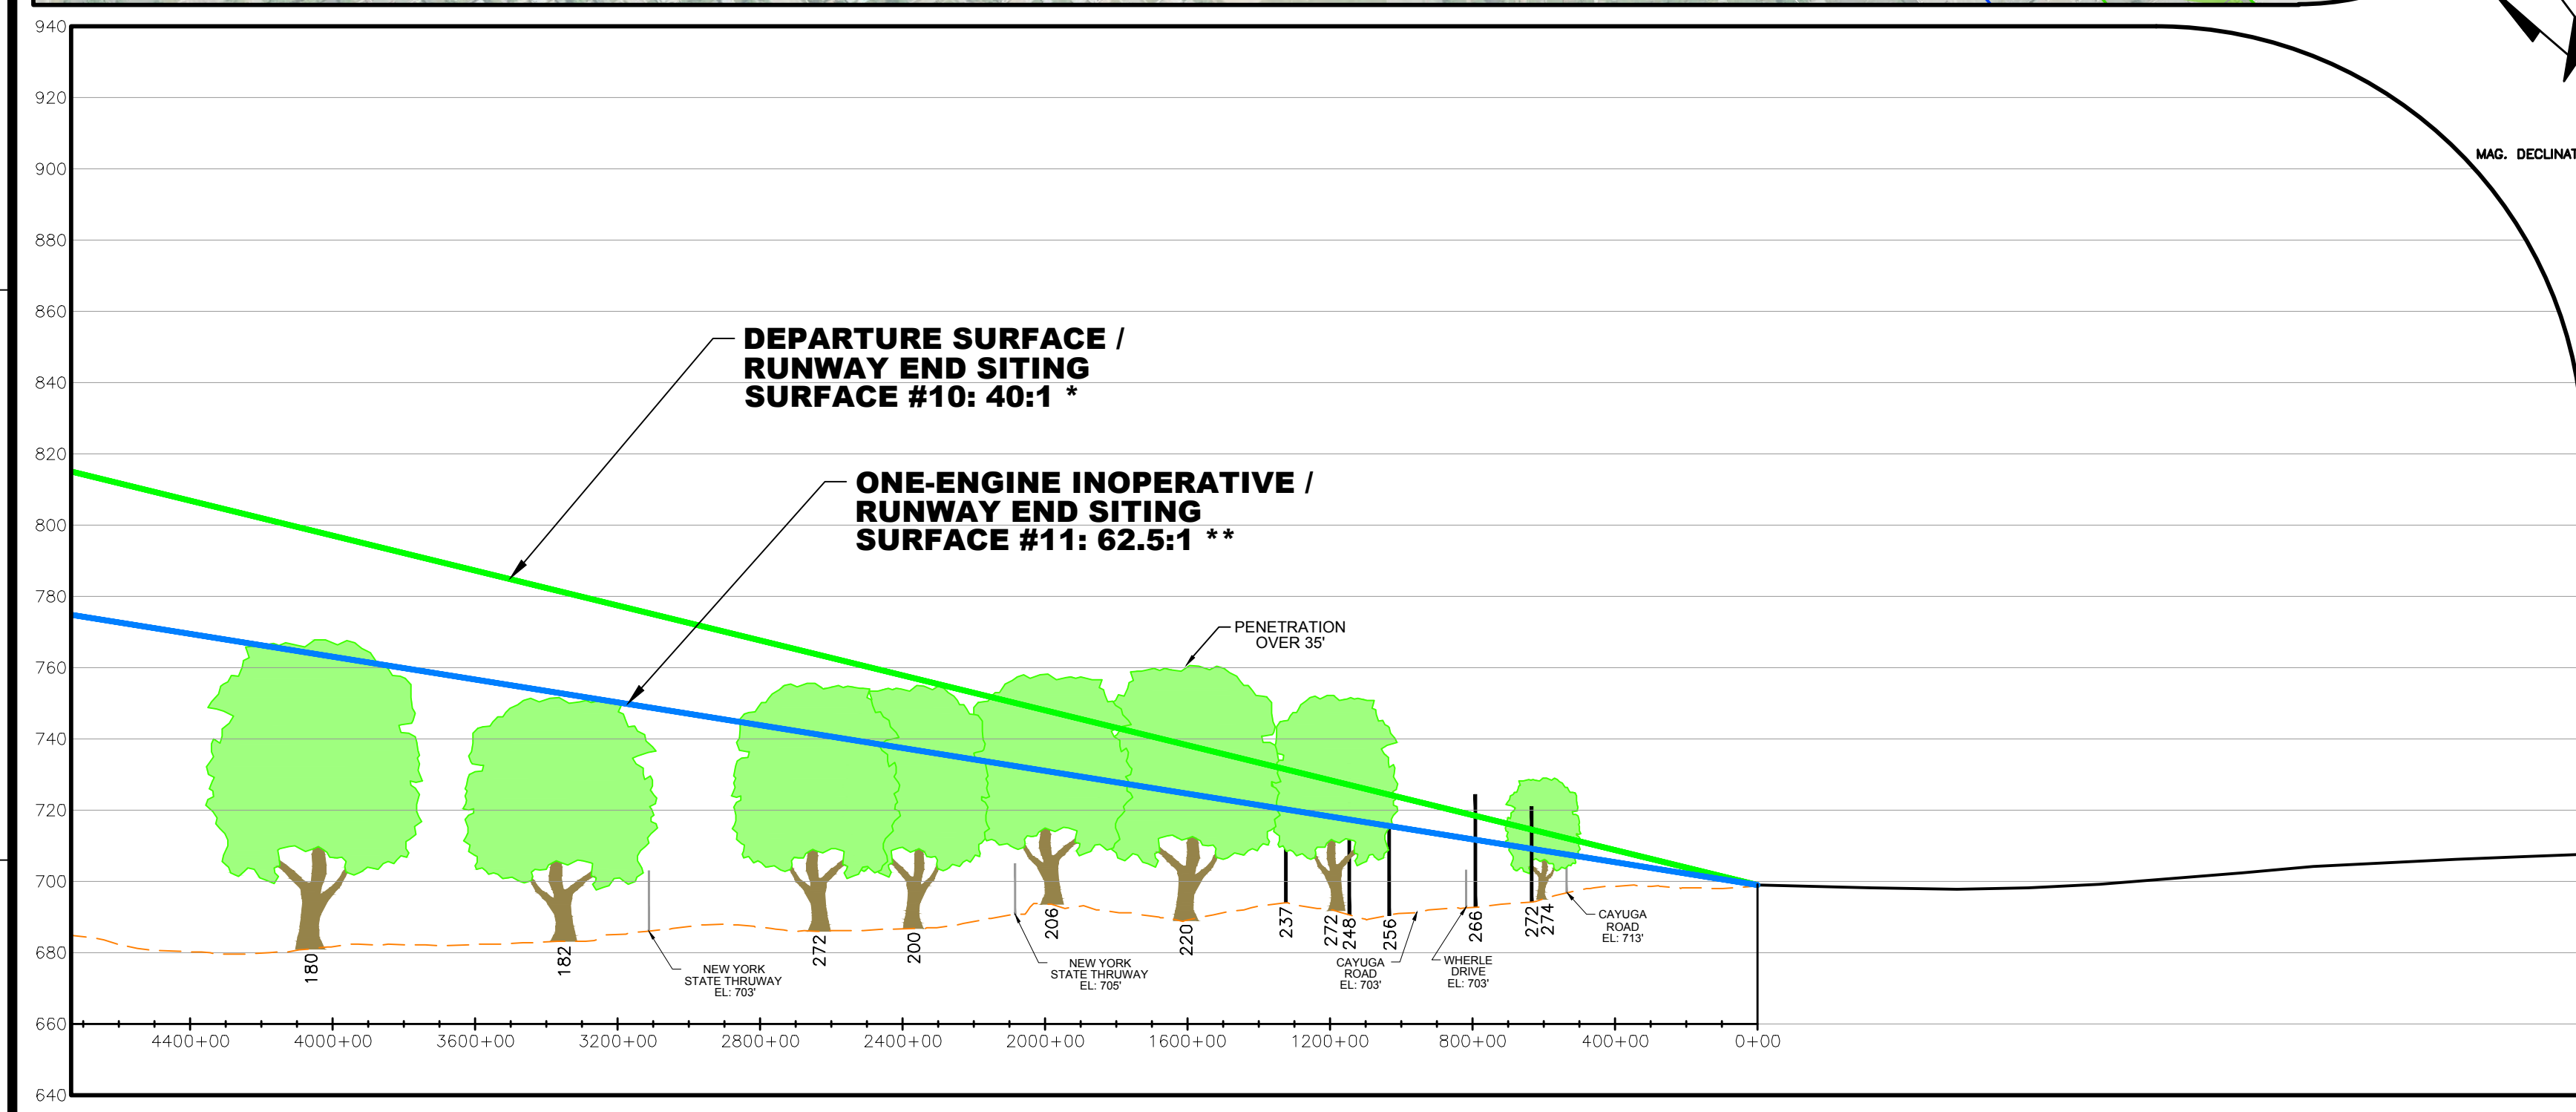 940
920
900
880
860
840
820
800
780
760
740
720
700
680
660
640
MAG. DECLINAT
DEPARTURE SURFACE /
RUNWAY END SITING
SURFACE #10: 40:1 *
ONE-ENGINE INOPERATIVE /
RUNWAY END SITING
SURFACE #11: 62.5:1 **
PENETRATION
OVER 35'
180
182
272
200
206
220
237
272
248
256
266
272
274
NEW YORK
STATE THRUWAY
EL: 703'
NEW YORK
STATE THRUWAY
EL: 705'
CAYUGA
ROAD
EL: 703'
WHERLE
DRIVE
EL: 703'
CAYUGA
ROAD
EL: 713'
4400+00
4000+00
3600+00
3200+00
2800+00
2400+00
2000+00
1600+00
1200+00
800+00
400+00
0+00